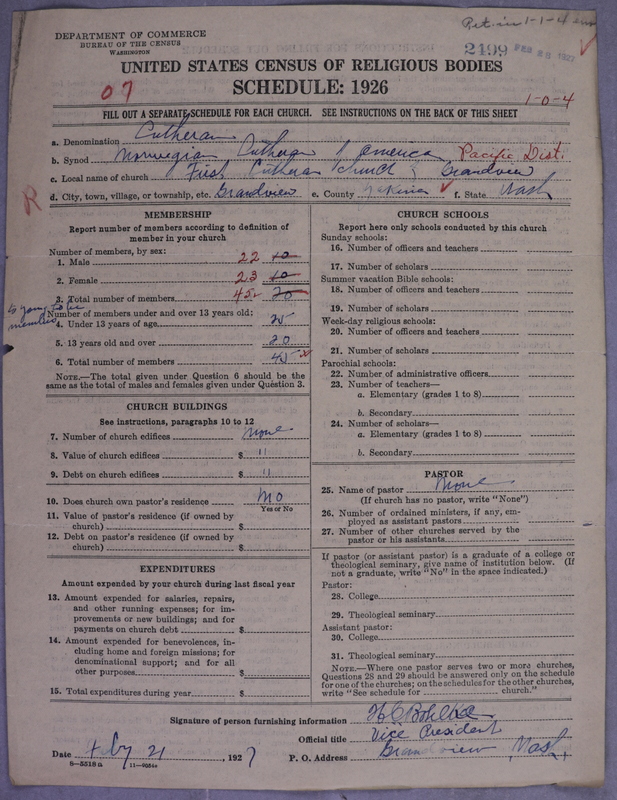 Ret. in 1-1-4
DEPARTMENT OF COMMERCE
BUREAU OF THE CENSUS
WASHINGTON
2499 FEB 1927
UNITED STATES CENSUS OF RELIGIOUS BODIES
07 SCHEDULE: 1926
1-0-4
FILL OUT A SEPARATE SCHEDULE FOR EACH CHURCH. SEE INSTRUCTIONS ON THE BACK OF THIS SHEET
a. Denomination Lutheran
b. Synod Norwegian Lutheran America Pacific Dist.
c. Local name of church First Lutheran Church Grandview
d. City, town, village, or township, etc. Grandview e. County Yakima f. State Wash
R
MEMBERSHIP
Report number of members according to definition of
member in your church
Number of members, by sex:
1. Male 22 10
2. Female 23 10
3. Total number of members 45 20
members
Number of members under and over 13 years old:
4. Under 13 years of age 25
5. 13 years old and over 20
6. Total number of members 45
NOTE.—The total given under Question 6 should be
same as the total of males and females given under Question 3.
CHURCH BUILDINGS
See instructions, paragraphs 10 to 12
7. Number of church edifices None
8. Value of church edifices $ "
9. Debt on church edifices $ "
10. Does church own pastor's residence No
Yes or No
11. Value of pastor's residence (if owned by
church) $
12. Debt on pastor's residence (if owned by
church) $
EXPENDITURES
Amount expended by your church during last fiscal year
13. Amount expended for salaries, repairs,
and other running expenses; for im-
provements or new buildings; and for
payments on church debt $
14. Amount expended for benevolences, in-
cluding home and foreign missions; for
denominational support; and for all
other purposes $
15. Total expenditures during year $
CHURCH SCHOOLS
Report here only schools conducted by this church
Sunday schools:
16. Number of officers and teachers
17. Number of scholars
Summer vacation Bible schools:
18. Number of officers and teachers
19. Number of scholars
Week-day religious schools:
20. Number of officers and teachers
21. Number of scholars
Parochial schools:
22. Number of administrative officers
23. Number of teachers—
a. Elementary (grades 1 to 8)
b. Secondary
24. Number of scholars—
a. Elementary (grades 1 to 8)
b. Secondary
PASTOR
25. Name of pastor None
(If church has no pastor, write "None")
26. Number of ordained ministers, if any, em-
ployed as assistant pastors
27. Number of other churches served by the
pastor or his assistants
If pastor (or assistant pastor) is a graduate of a college or
theological seminary, give name of institution below. (If
not a graduate, write "No" in the space indicated.)
Pastor:
28. College
29. Theological seminary
Assistant pastor:
30. College
31. Theological seminary
NOTE.—Where one pastor serves two or more churches,
Questions 28 and 29 should be answered only on the schedule
for one of the churches; on the schedules for the other churches,
write "See schedule for church."
Signature of person furnishing information
Official title Vice President
Date Feby 21, 1927 P. O. Address Grandview, Wash.
8-5518a 11-9054